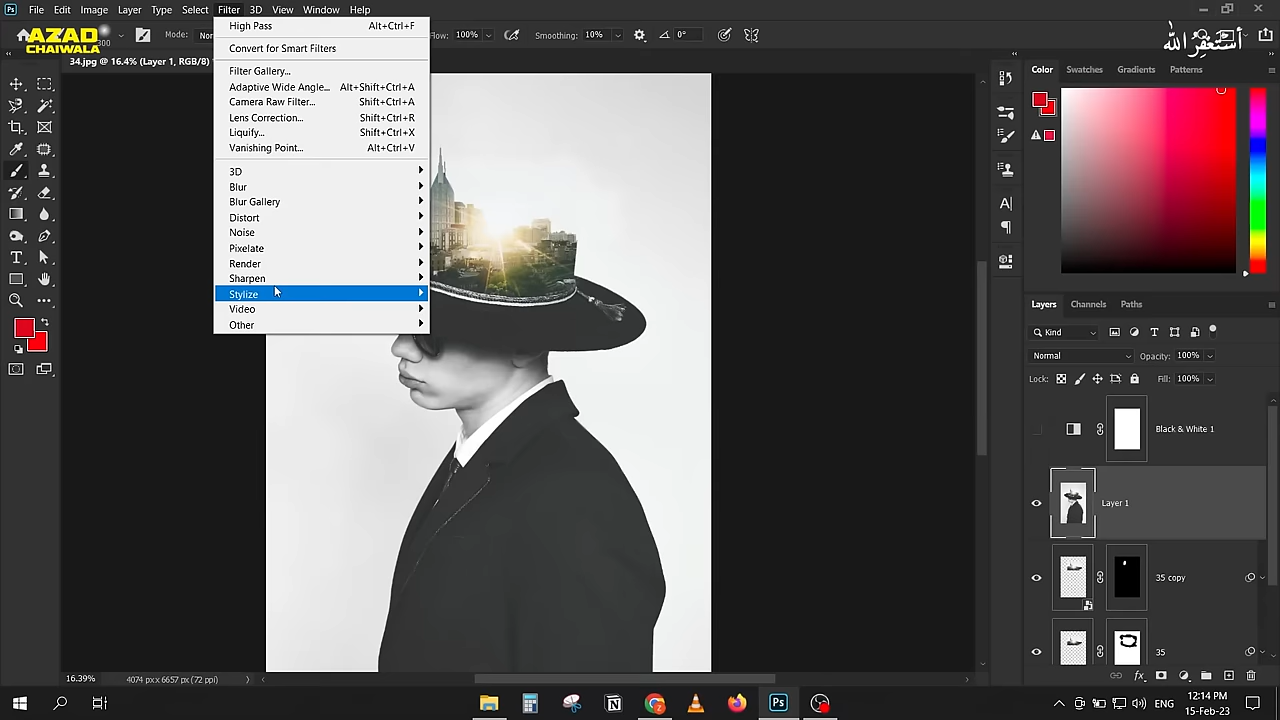 File Edit Image Layer Type Select Filter 3D View Window Help
AZAD
CHAIWALA
300
Mode:
Flow: 100%
Smoothing: 10%
0°
أستغفر الله
34.jpg @ 16.4% (Layer 1, RGB/8)
High Pass Alt+Ctrl+F
Convert for Smart Filters
Filter Gallery...
Adaptive Wide Angle... Alt+Shift+Ctrl+A
Camera Raw Filter... Shift+Ctrl+A
Lens Correction... Shift+Ctrl+R
Liquify... Shift+Ctrl+X
Vanishing Point... Alt+Ctrl+V
3D
Blur
Blur Gallery
Distort
Noise
Pixelate
Render
Sharpen
Stylize
Video
Other
Color Swatches Gradients Patterns
Layers Channels Paths
Kind
Normal Opacity: 100%
Lock: Fill: 100%
Black & White 1
Layer 1
35 copy
35
16.39% 4074 px x 6657 px (72 ppi)
ENG
12:14 PM
15-Feb-23